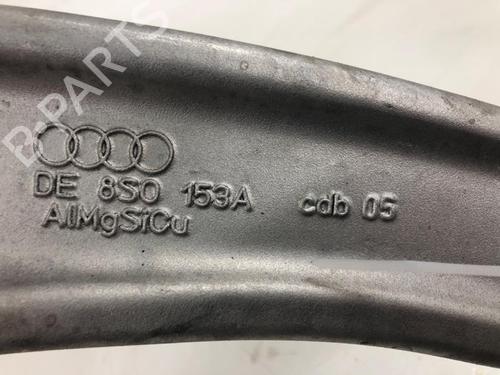 B-PARTS
DE 8S0 153A cdb 05
AlMgSiCu